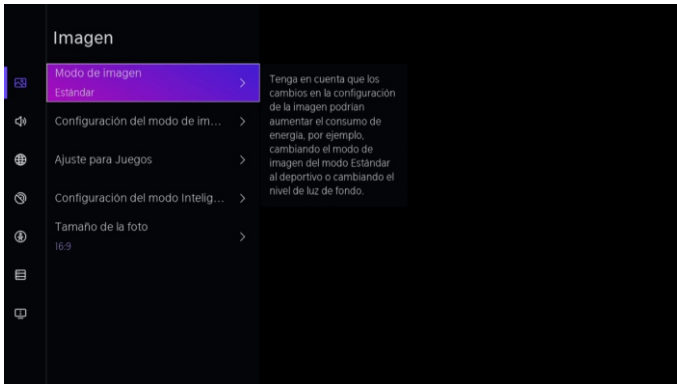 Imagen
Modo de imagen
Estándar
Configuración del modo de im...
Ajuste para Juegos
Configuración del modo Intelig...
Tamaño de la foto
16:9
Tenga en cuenta que los
cambios en la configuración
de la imagen podrían
aumentar el consumo de
energía, por ejemplo,
cambiando el modo de
imagen del modo Estándar
al deportivo o cambiando el
nivel de luz de fondo.